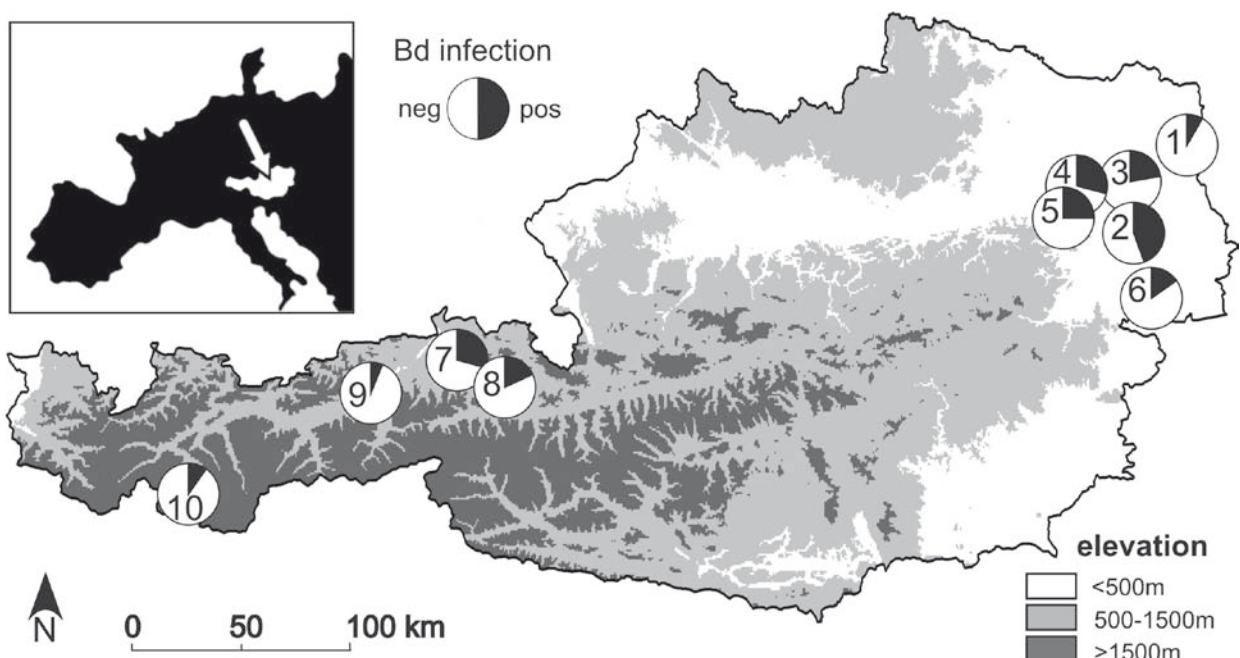 Bd infection
neg pos
1
4 3
5
2
6
7
8
9
10
N
0 50 100 km
elevation
<500m
500-1500m
>1500m